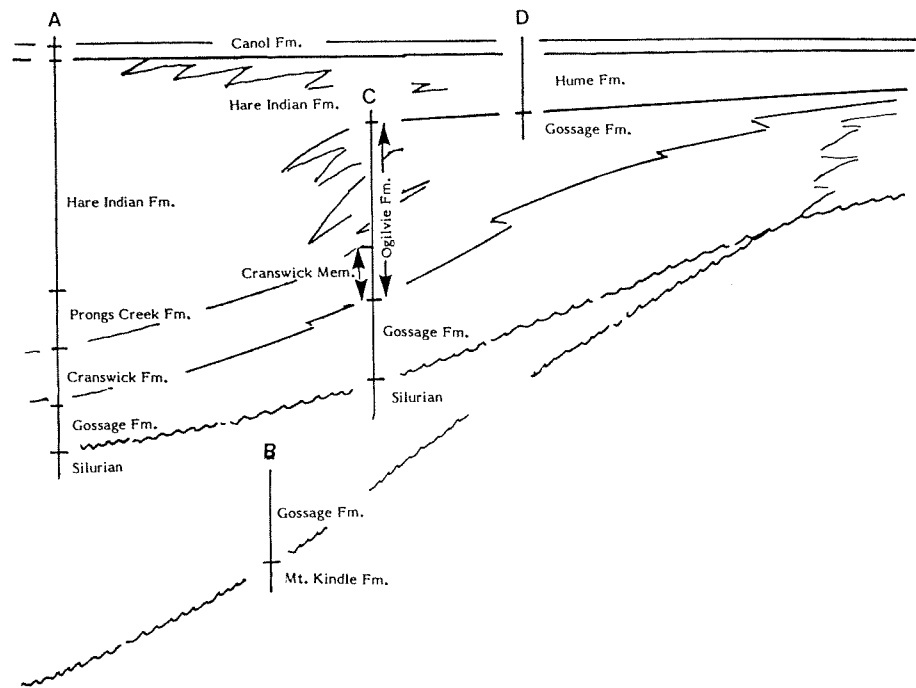 A
D
Canol Fm.
Hume Fm.
Hare Indian Fm.
C
Gossage Fm.
Hare Indian Fm.
Ogilvie Fm.
Cranswick Mem.
Prongs Creek Fm.
Gossage Fm.
Cranswick Fm.
Silurian
Gossage Fm.
B
Silurian
Gossage Fm.
Mt. Kindle Fm.